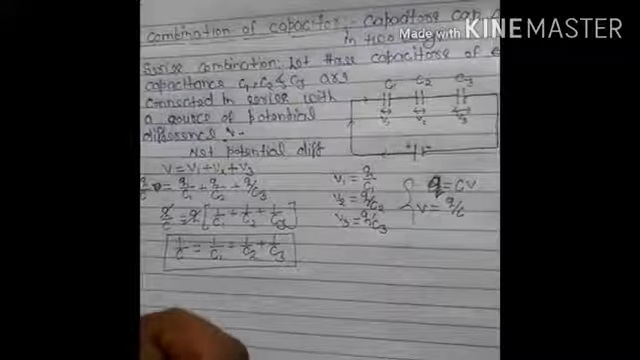 Made with KINEMASTER
Combination of capacitor :- Capacitors can
in two
Series combination: Let three capacitors of
capacitance C₁, C₂ & C₃ are
connected in series with
a source of potential
difference V-
Net potential diff
C₁ C₂ C₃
V₁ V₂ V₃
+ -
V = V₁ + V₂ + V₃
q/C₁ + q/C₂ + q/C₃
q/C = q [1/C₁ + 1/C₂ + 1/C₃]
1/C = 1/C₁ = 1/C₂ + 1/C₃
V₁ = q/C₁
V₂ = q/C₂
V₃ = q/C₃
q = CV
V = q/C